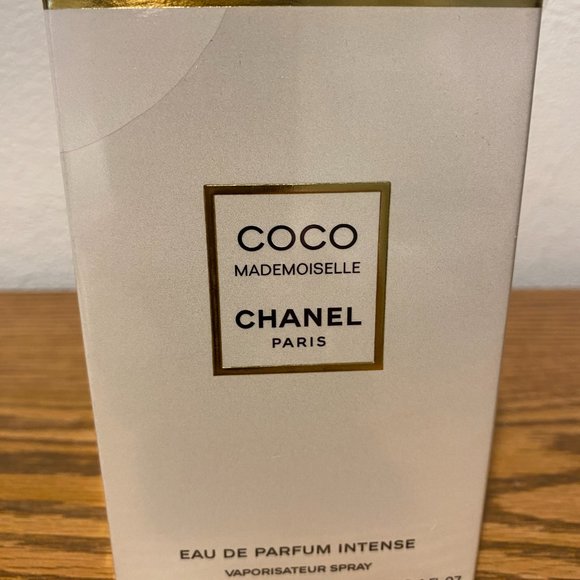 COCO
MADEMOISELLE
CHANEL
PARIS
EAU DE PARFUM INTENSE
VAPORISATEUR SPRAY